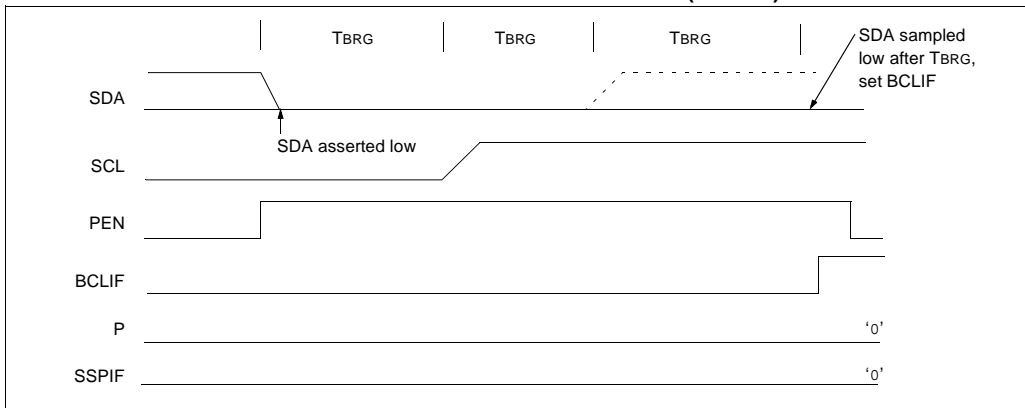 TBRG
TBRG
TBRG
SDA sampled
low after TBRG,
set BCLIF
SDA
SDA asserted low
SCL
PEN
BCLIF
P
‘0’
SSPIF
‘0’